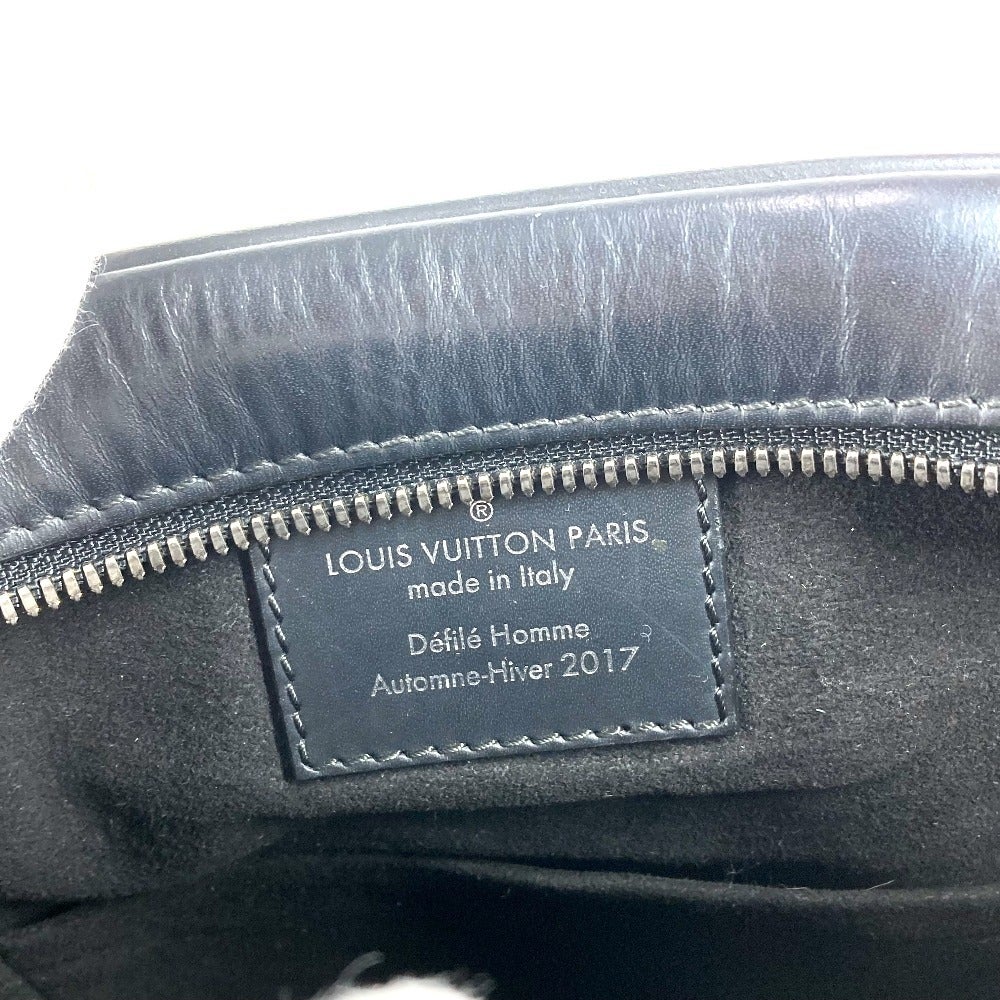 ®
LOUIS VUITTON PARIS
made in Italy
Défilé Homme
Automne-Hiver 2017